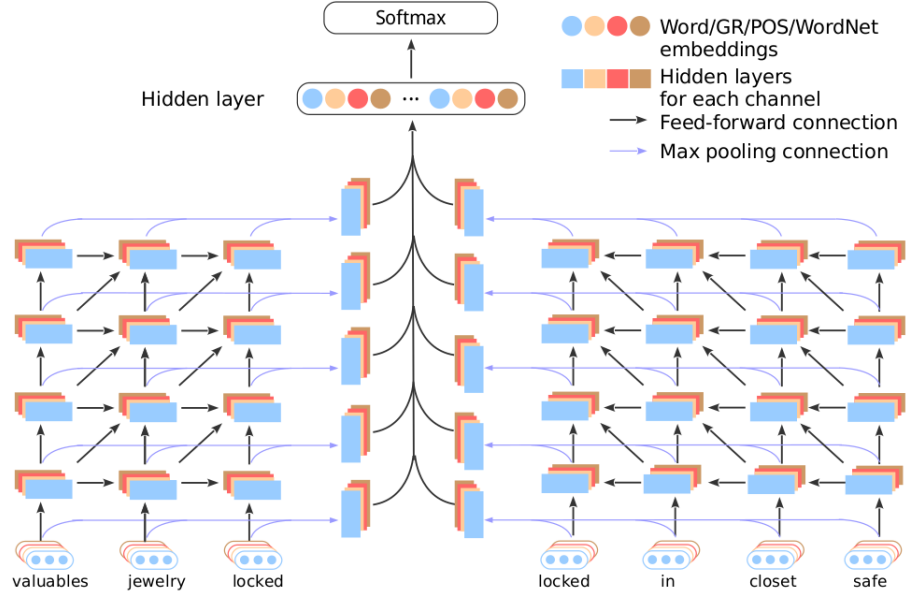 Softmax
Word/GR/POS/WordNet
embeddings
Hidden layer
...
Hidden layers
for each channel
Feed-forward connection
Max pooling connection
valuables jewelry locked locked in closet safe